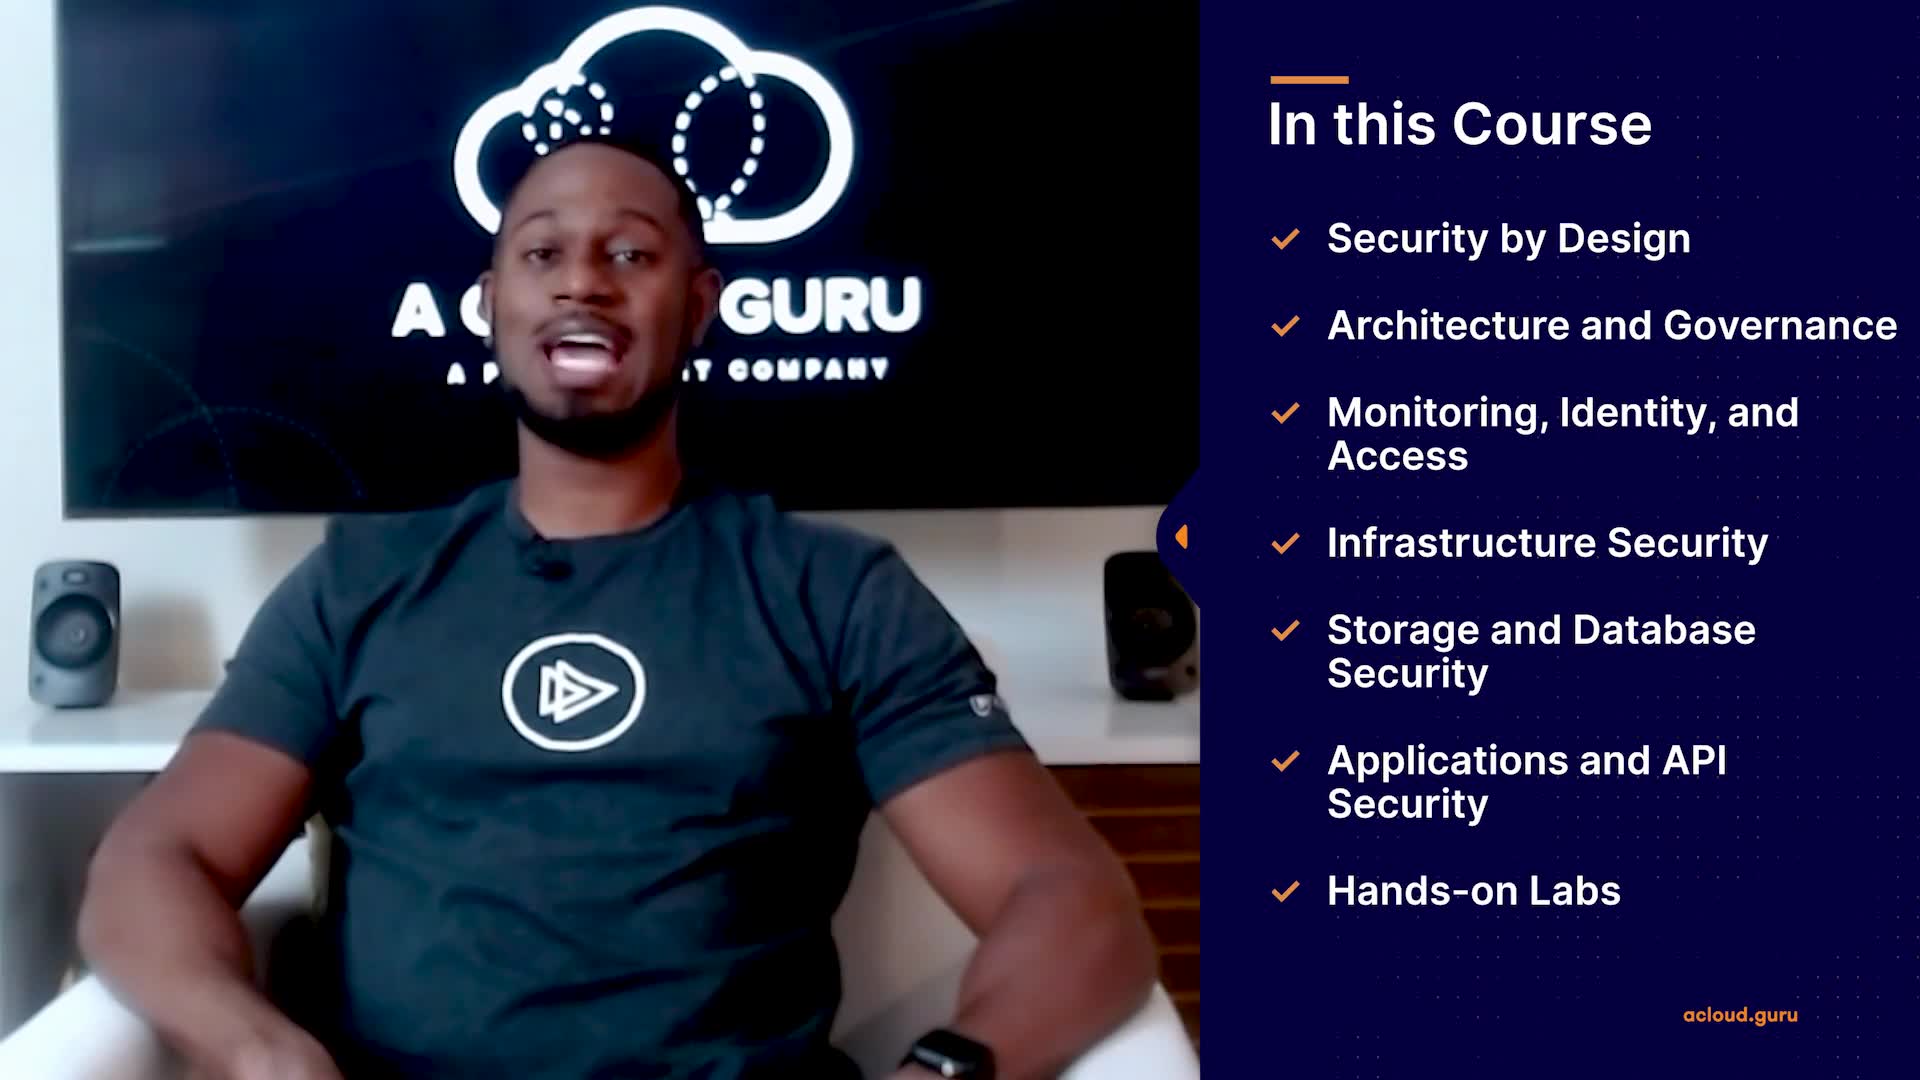 A GURU
A COMPANY
In this Course
Security by Design
Architecture and Governance
Monitoring, Identity, and
Access
Infrastructure Security
Storage and Database
Security
Applications and API
Security
Hands-on Labs
acloud.guru